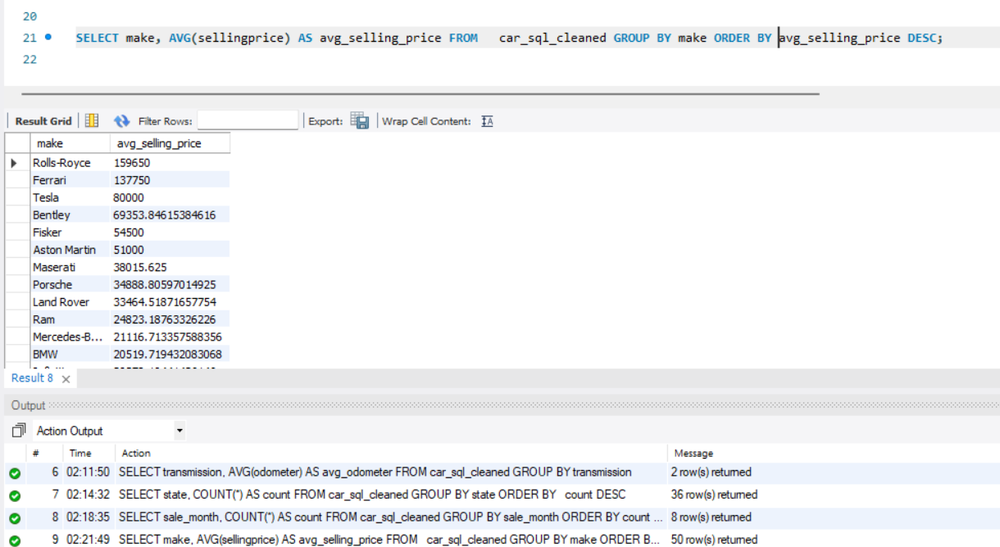 20
21 SELECT make, AVG(sellingprice) AS avg_selling_price FROM car_sql_cleaned GROUP BY make ORDER BY avg_selling_price DESC;
22
Result Grid Filter Rows: Export: Wrap Cell Content: IA
make avg_selling_price
Rolls-Royce 159650
Ferrari 137750
Tesla 80000
Bentley 69353.84615384616
Fisker 54500
Aston Martin 51000
Maserati 38015.625
Porsche 34888.80597014925
Land Rover 33464.51871657754
Ram 24823.18763326226
Mercedes-B... 21116.713357588356
BMW 20519.719432083068
Result 8
Output
Action Output
# Time Action Message
6 02:11:50 SELECT transmission, AVG(odometer) AS avg_odometer FROM car_sql_cleaned GROUP BY transmission 2 row(s) returned
7 02:14:32 SELECT state, COUNT(*) AS count FROM car_sql_cleaned GROUP BY state ORDER BY count DESC 36 row(s) returned
8 02:18:35 SELECT sale_month, COUNT(*) AS count FROM car_sql_cleaned GROUP BY sale_month ORDER BY count ... 8 row(s) returned
9 02:21:49 SELECT make, AVG(sellingprice) AS avg_selling_price FROM car_sql_cleaned GROUP BY make ORDER B... 50 row(s) returned